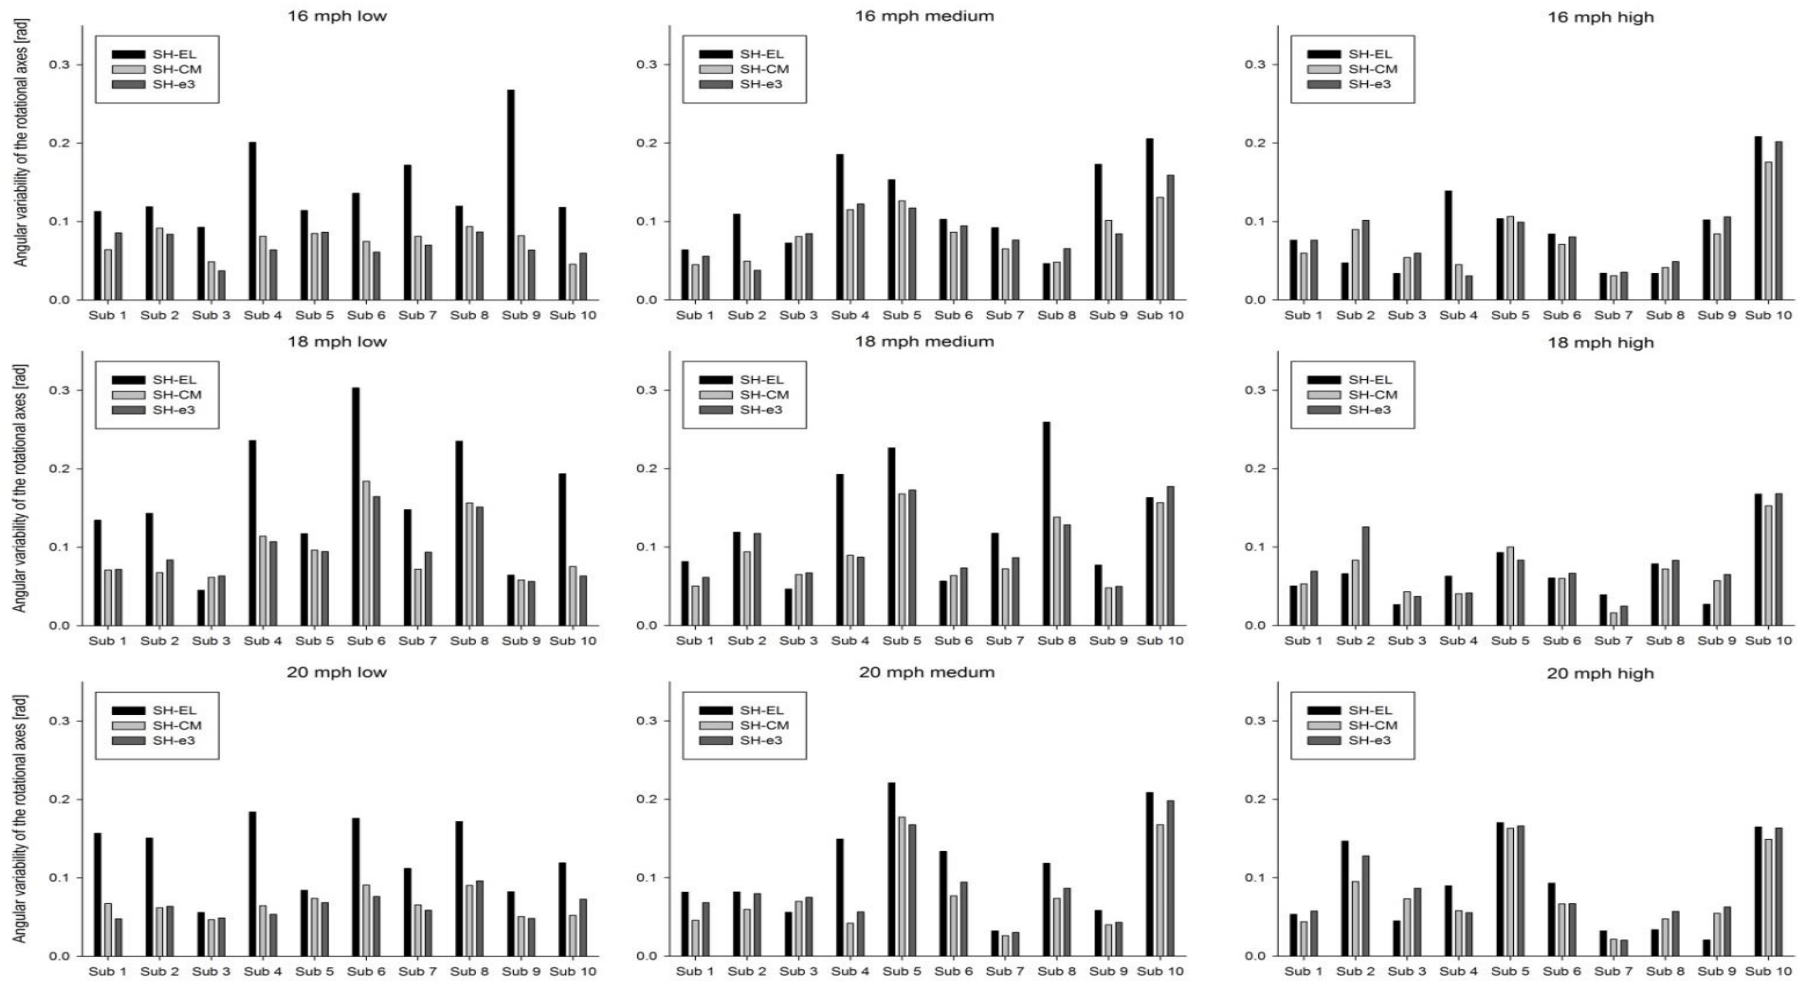 16 mph low
Angular variability of the rotational axes [rad]
0.3
0.2
0.1
0.0
SH-EL
SH-CM
SH-e3
Sub 1 Sub 2 Sub 3 Sub 4 Sub 5 Sub 6 Sub 7 Sub 8 Sub 9 Sub 10
16 mph medium
0.3
0.2
0.1
0.0
SH-EL
SH-CM
SH-e3
Sub 1 Sub 2 Sub 3 Sub 4 Sub 5 Sub 6 Sub 7 Sub 8 Sub 9 Sub 10
16 mph high
0.3
0.2
0.1
0.0
SH-EL
SH-CM
SH-e3
Sub 1 Sub 2 Sub 3 Sub 4 Sub 5 Sub 6 Sub 7 Sub 8 Sub 9 Sub 10
18 mph low
Angular variability of the rotational axes [rad]
0.3
0.2
0.1
0.0
SH-EL
SH-CM
SH-e3
Sub 1 Sub 2 Sub 3 Sub 4 Sub 5 Sub 6 Sub 7 Sub 8 Sub 9 Sub 10
18 mph medium
0.3
0.2
0.1
0.0
SH-EL
SH-CM
SH-e3
Sub 1 Sub 2 Sub 3 Sub 4 Sub 5 Sub 6 Sub 7 Sub 8 Sub 9 Sub 10
18 mph high
0.3
0.2
0.1
0.0
SH-EL
SH-CM
SH-e3
Sub 1 Sub 2 Sub 3 Sub 4 Sub 5 Sub 6 Sub 7 Sub 8 Sub 9 Sub 10
20 mph low
Angular variability of the rotational axes [rad]
0.3
0.2
0.1
0.0
SH-EL
SH-CM
SH-e3
Sub 1 Sub 2 Sub 3 Sub 4 Sub 5 Sub 6 Sub 7 Sub 8 Sub 9 Sub 10
20 mph medum
0.3
0.2
0.1
0.0
SH-EL
SH-CM
SH-e3
Sub 1 Sub 2 Sub 3 Sub 4 Sub 5 Sub 6 Sub 7 Sub 8 Sub 9 Sub 10
20 mph high
0.3
0.2
0.1
0.0
SH-EL
SH-CM
SH-e3
Sub 1 Sub 2 Sub 3 Sub 4 Sub 5 Sub 6 Sub 7 Sub 8 Sub 9 Sub 10